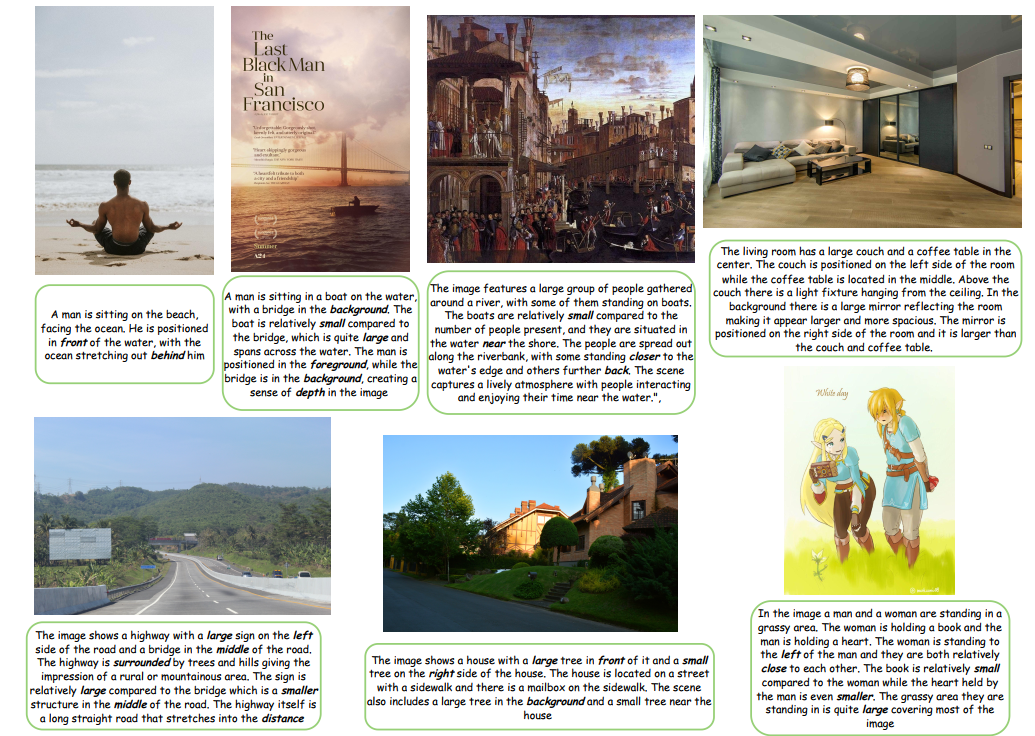 The
Last
Black Man
in
San
Francisco
Summer
A24
A man is sitting on the beach,
facing the ocean. He is positioned
in front of the water, with the
ocean stretching out behind him
A man is sitting in a boat on the water,
with a bridge in the background. The
boat is relatively small compared to
the bridge, which is quite large and
spans across the water. The man is
positioned in the foreground, while the
bridge is in the background, creating a
sense of depth in the image
The image features a large group of people gathered
around a river, with some of them standing on boats.
The boats are relatively small compared to the
number of people present, and they are situated in
the water near the shore. The people are spread out
along the riverbank, with some standing closer to the
water's edge and others further back. The scene
captures a lively atmosphere with people interacting
and enjoying their time near the water.",
The living room has a large couch and a coffee table in the
center. The couch is positioned on the left side of the room
while the coffee table is located in the middle. Above the
couch there is a light fixture hanging from the ceiling. In the
background there is a large mirror reflecting the room
making it appear larger and more spacious. The mirror is
positioned on the right side of the room and it is larger than
the couch and coffee table.
White day
The image shows a highway with a large sign on the left
side of the road and a bridge in the middle of the road.
The highway is surrounded by trees and hills giving the
impression of a rural or mountainous area. The sign is
relatively large compared to the bridge which is a smaller
structure in the middle of the road. The highway itself is
a long straight road that stretches into the distance
The image shows a house with a large tree in front of it and a small
tree on the right side of the house. The house is located on a street
with a sidewalk and there is a mailbox on the sidewalk. The scene
also includes a large tree in the background and a small tree near the
house
In the image a man and a woman are standing in a
grassy area. The woman is holding a book and the
man is holding a heart. The woman is standing to
the left of the man and they are both relatively
close to each other. The book is relatively small
compared to the woman while the heart held by
the man is even smaller. The grassy area they are
standing in is quite large covering most of the
image